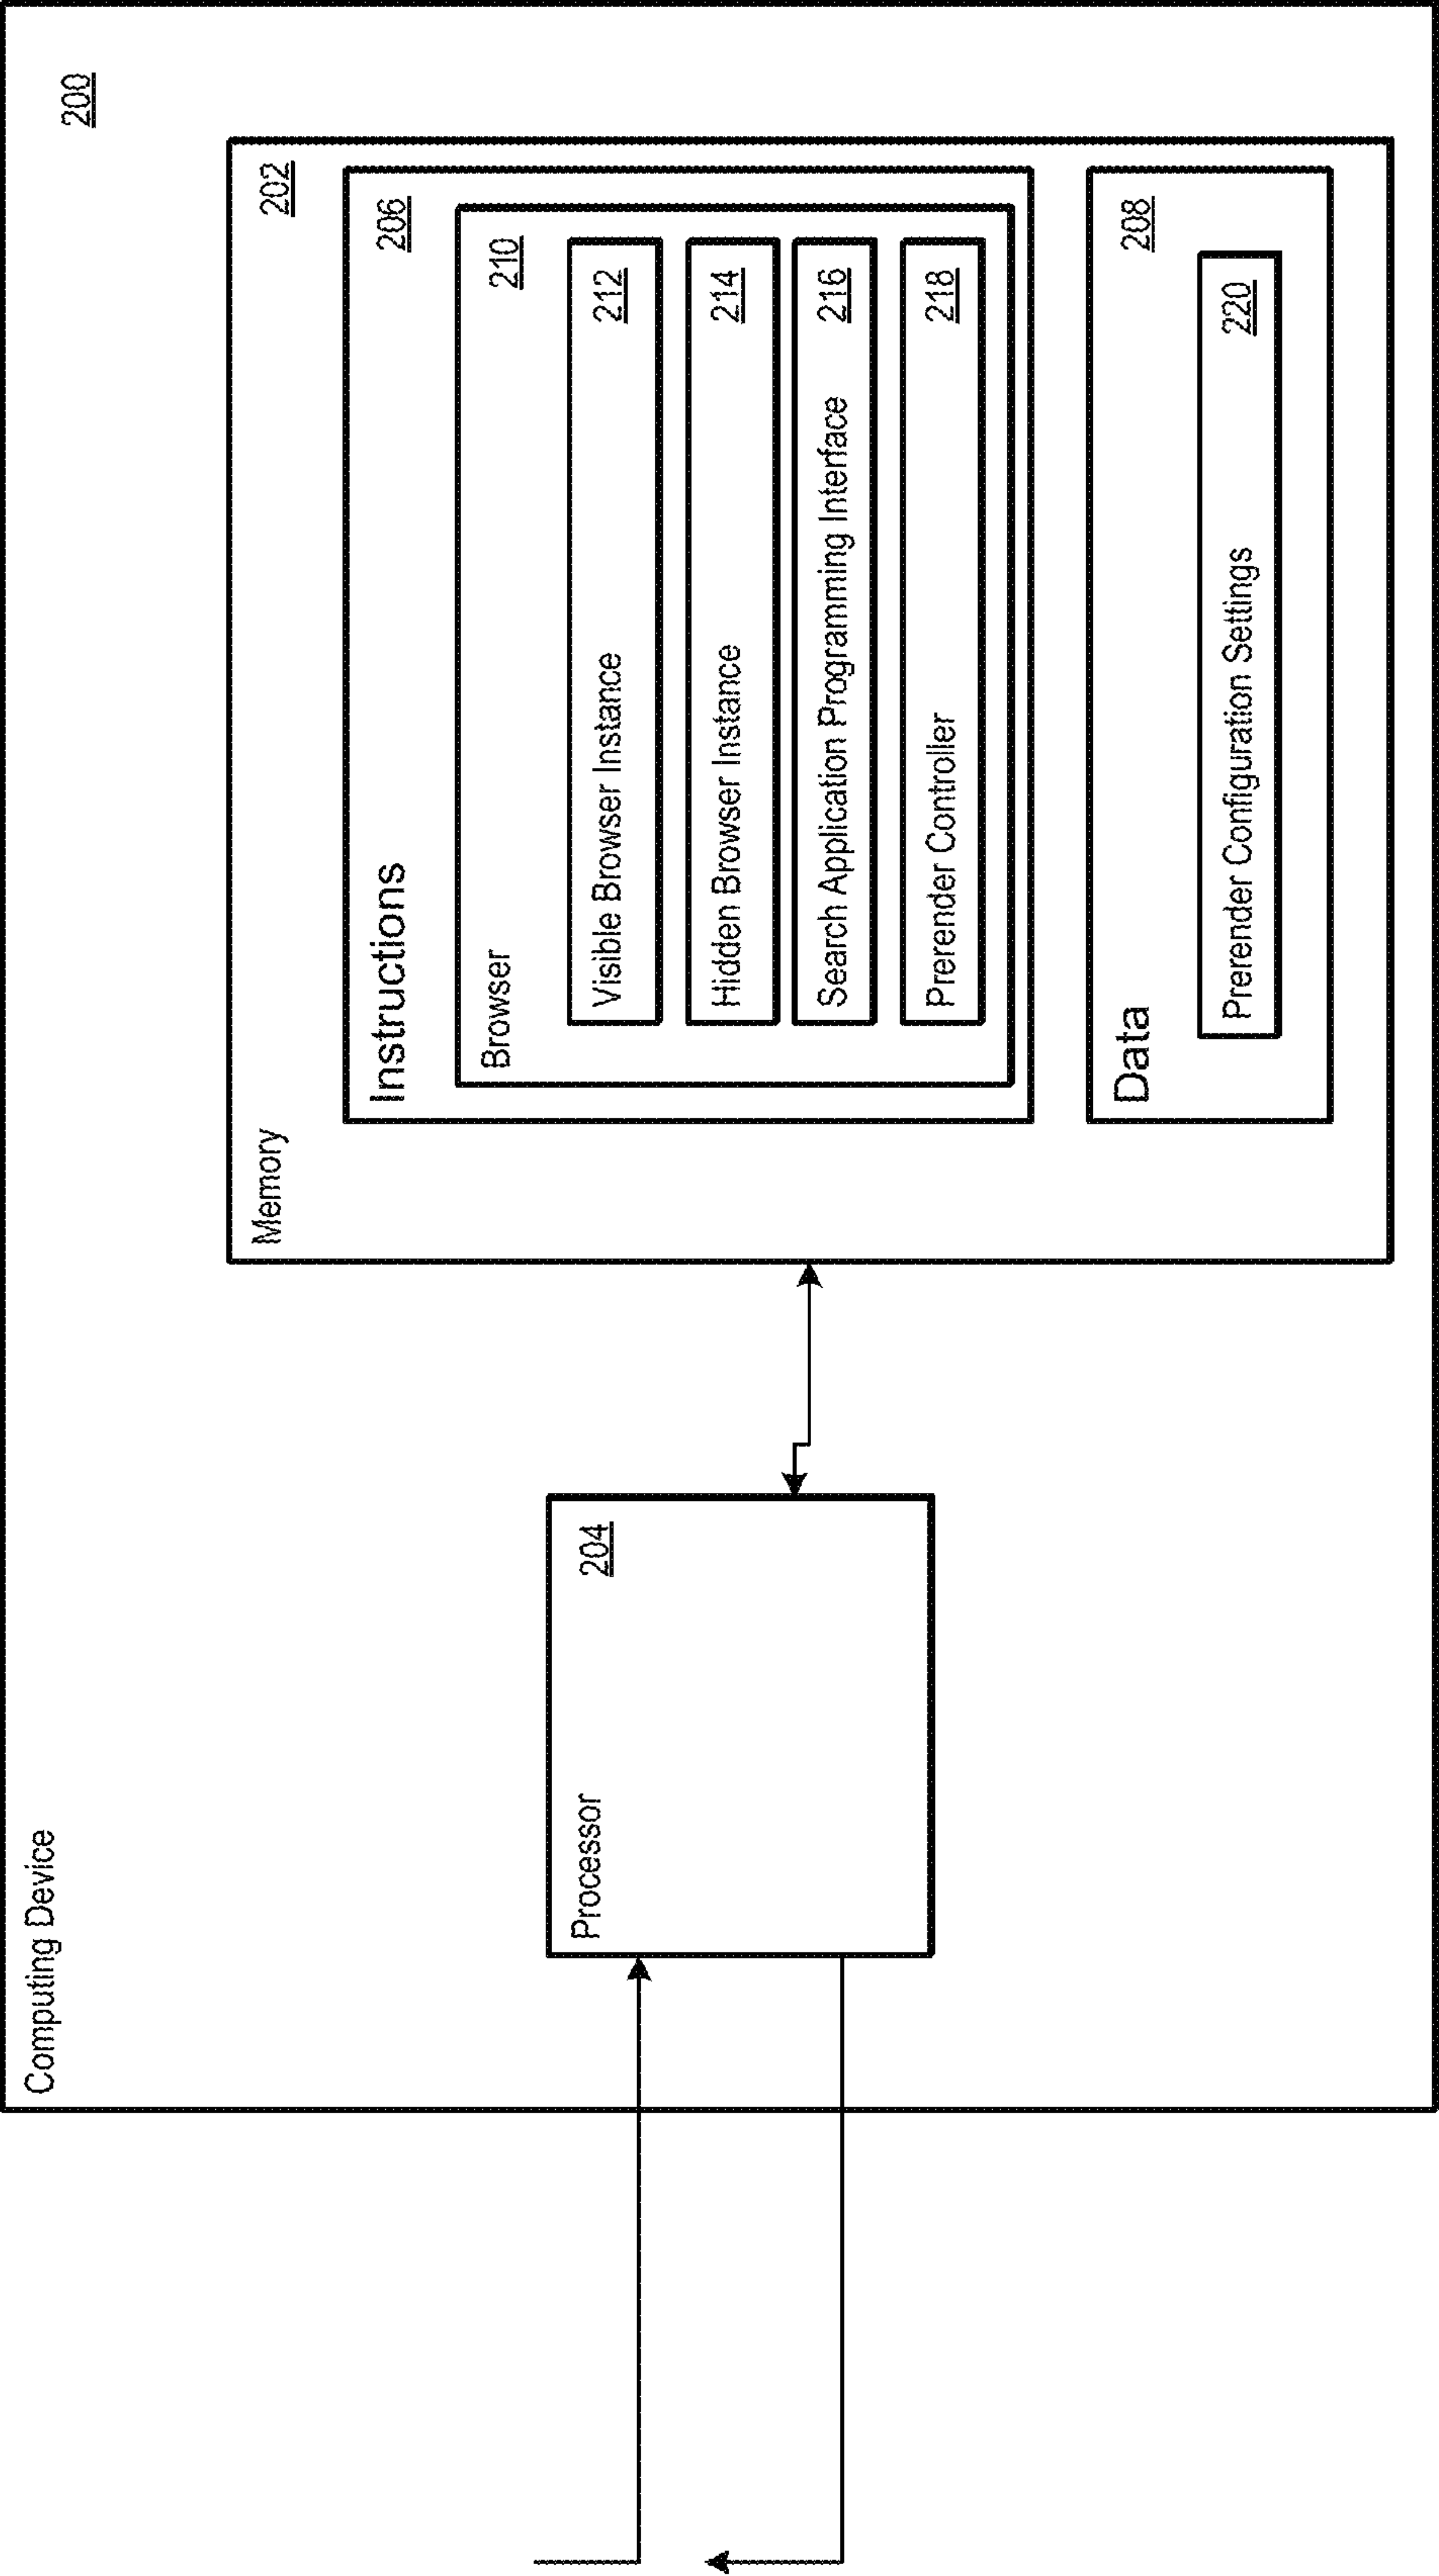 Computing Device
200
Processor
204
Memory
202
Instructions
206
Browser
210
Visible Browser Instance 212
Hidden Browser Instance 214
Search Application Programming Interface 216
Prerender Controller 218
Data
208
Prerender Configuration Settings 220